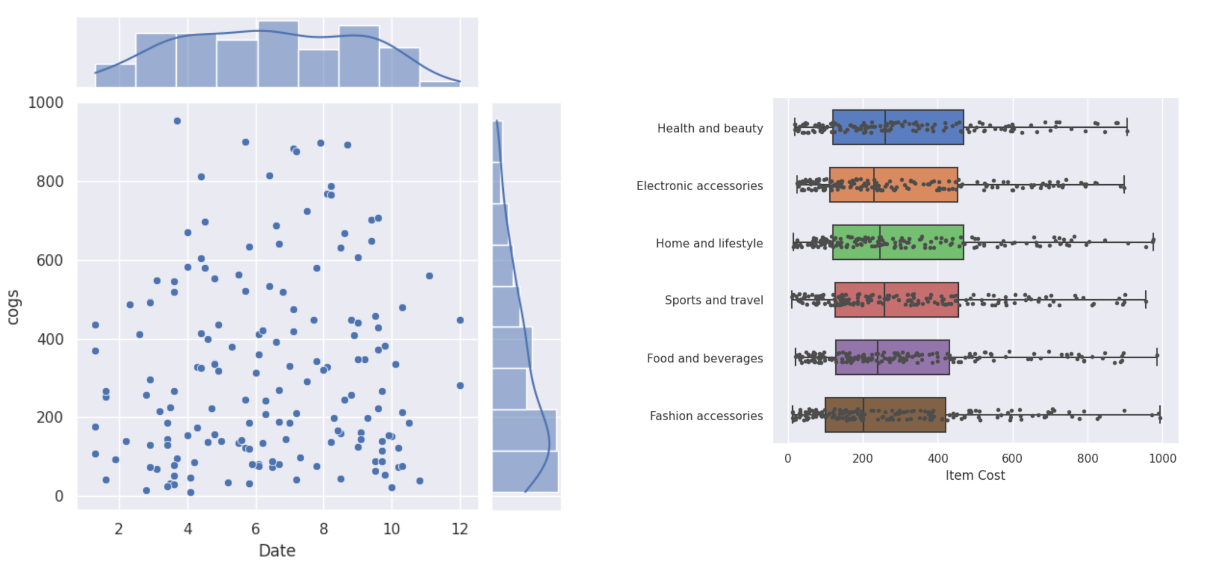 1000
800
600
400
200
0
cogs
2 4 6 8 10 12
Date
Health and beauty
Electronic accessories
Home and lifestyle
Sports and travel
Food and beverages
Fashion accessories
0 200 400 600 800 1000
Item Cost